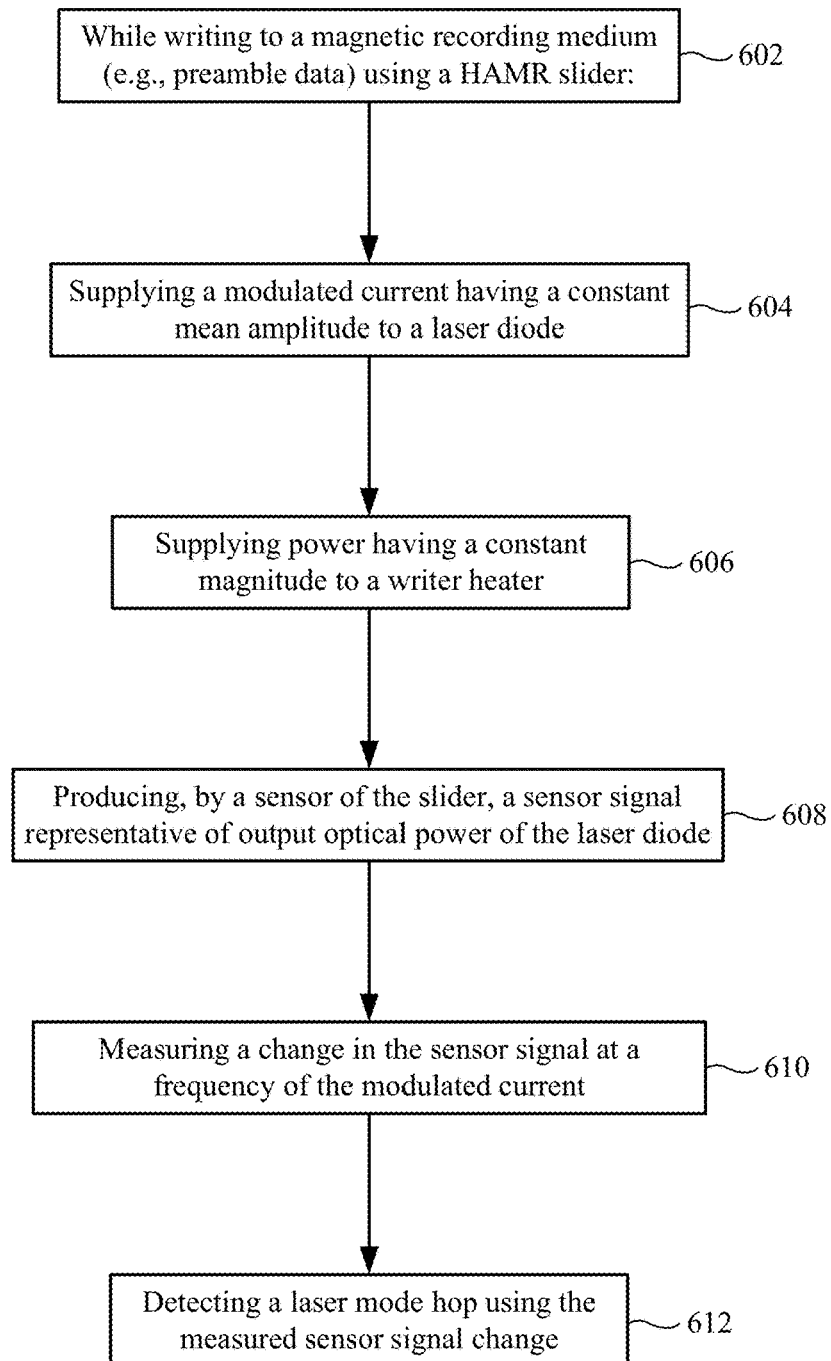 While writing to a magnetic recording medium
(e.g., preamble data) using a HAMR slider:
602
Supplying a modulated current having a constant
mean amplitude to a laser diode
604
Supplying power having a constant
magnitude to a writer heater
606
Producing, by a sensor of the slider, a sensor signal
representative of output optical power of the laser diode
608
Measuring a change in the sensor signal at a
frequency of the modulated current
610
Detecting a laser mode hop using the
measured sensor signal change
612